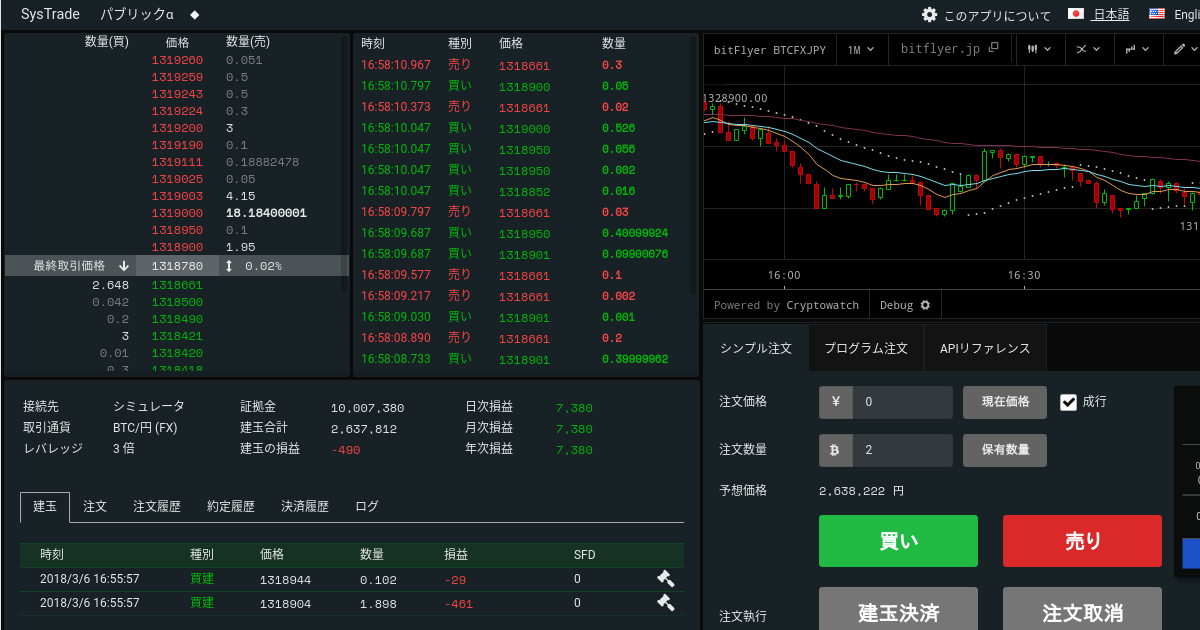 SysTrade パブリックα ◆ このアプリについて 日本語 Engli
数量(買) 価格 数量(売)
1319260 0.051
1319259 0.5
1319243 0.5
1319224 0.3
1319200 3
1319190 0.1
1319111 0.18882478
1319025 0.05
1319003 4.15
1319000 18.18400001
1318950 0.1
1318900 1.95
最終取引価格 ↓ 1318780 ↕ 0.02%
2.648 1318661
0.042 1318500
0.2 1318490
3 1318421
0.01 1318420
0.3 1318418
時刻 種別 価格 数量
16:58:10.967 売り 1318661 0.3
16:58:10.797 買い 1318900 0.05
16:58:10.373 売り 1318661 0.02
16:58:10.047 買い 1319000 0.526
16:58:10.047 買い 1318950 0.056
16:58:10.047 買い 1318950 0.002
16:58:10.047 買い 1318852 0.016
16:58:09.797 売り 1318661 0.03
16:58:09.687 買い 1318950 0.40099924
16:58:09.687 買い 1318901 0.09900076
16:58:09.577 売り 1318661 0.1
16:58:09.217 売り 1318661 0.002
16:58:09.030 買い 1318901 0.001
16:58:08.890 売り 1318661 0.2
16:58:08.733 買い 1318901 0.39999962
bitFlyer BTCFXJPY 1M bitflyer.jp
1328900.00
131
16:00 16:30
Powered by Cryptowatch Debug
接続先 シミュレータ 証拠金 10,007,380 日次損益 7,380
取引通貨 BTC/円 (FX) 建玉合計 2,637,812 月次損益 7,380
レバレッジ 3 倍 建玉の損益 -490 年次損益 7,380
建玉 注文 注文履歴 約定履歴 決済履歴 ログ
時刻 種別 価格 数量 損益 SFD
2018/3/6 16:55:57 買建 1318944 0.102 -29 0
2018/3/6 16:55:57 買建 1318904 1.898 -461 0
シンプル注文 プログラム注文 APIリファレンス
注文価格 ¥ 0 現在価格 成行
注文数量 2 保有数量
予想価格 2,638,222 円
買い 売り
注文執行 建玉決済 注文取消